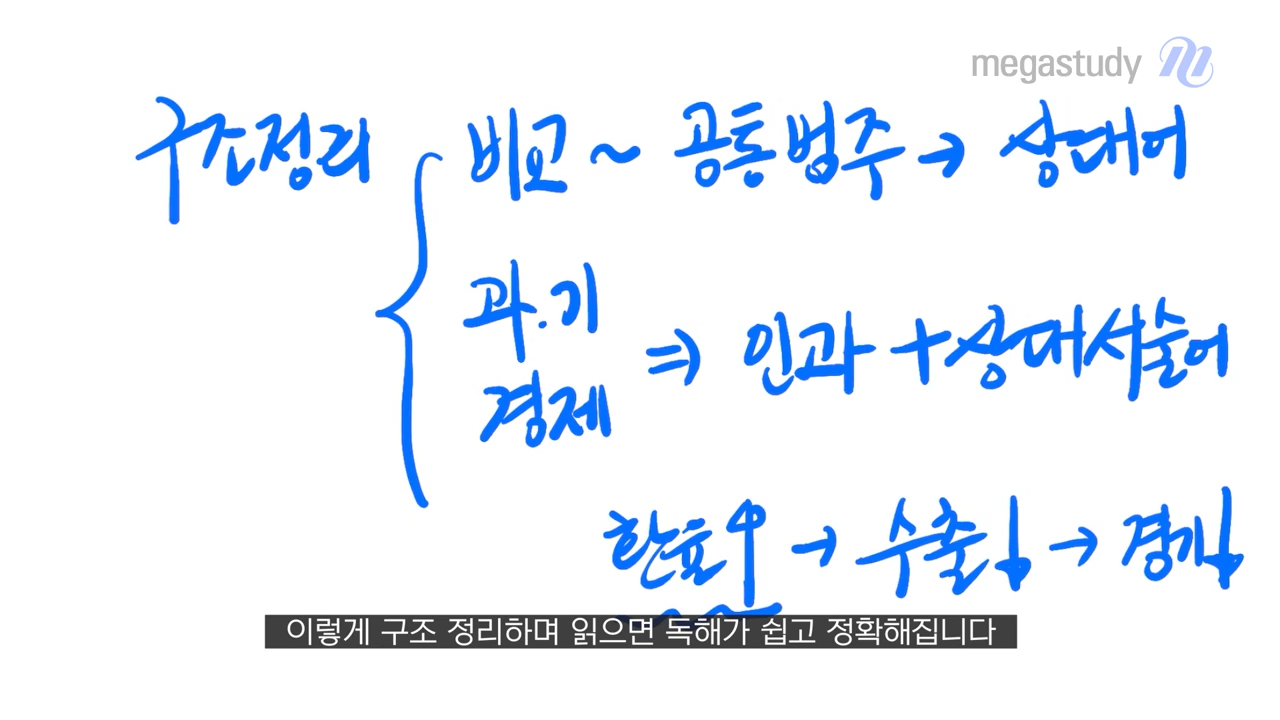 megastudy
구조정리
비교 ~ 공통범주 → 상대어
과·기
경제
⇒ 인과 + 상대서술어
환율↑ → 수출↓ → 경기↓
이렇게 구조 정리하며 읽으면 독해가 쉽고 정확해집니다